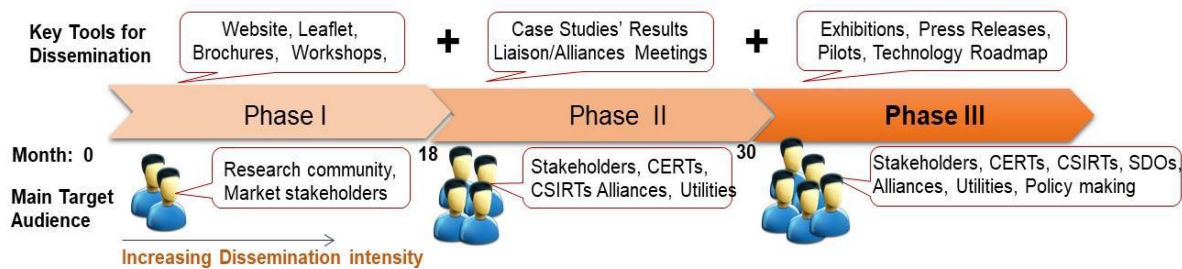 Key Tools for
Dissemination
Website, Leaflet,
Brochures, Workshops,
+
Case Studies' Results
Liaison/Alliances Meetings
+
Exhibitions, Press Releases,
Pilots, Technology Roadmap
Phase I
Phase II
Phase III
Month: 0
18
30
Main Target
Audience
Research community,
Market stakeholders
Stakeholders, CERTs,
CSIRTs Alliances, Utilities
Stakeholders, CERTs, CSIRTs, SDOs,
Alliances, Utilities, Policy making
Increasing Dissemination intensity